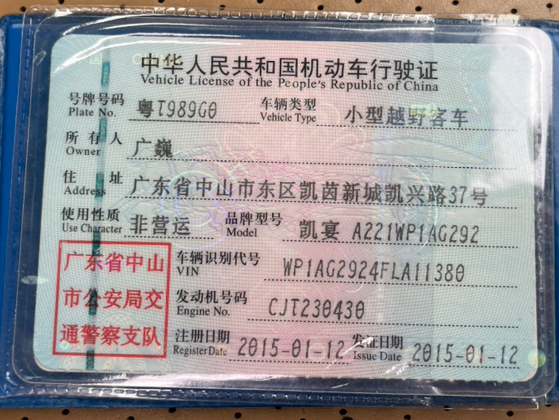 中华人民共和国机动车行驶证
Vehicle License of the People's Republic of China
号牌号码 粤T989G0 车辆类型 小型越野客车
Plate No. Vehicle Type
所有人 广巍
Owner
住址 广东省中山市东区凯茵新城凯兴路37号
Address
使用性质 非营运 品牌型号 凯宴 A221WP1AG292
Use Character Model
广东省中山
市公安局交
通警察支队
车辆识别代号 WP1AG2924FLA11380
VIN
发动机号码 CJT230430
Engine No.
注册日期 2015-01-12 发证日期 2015-01-12
Register Date Issue Date